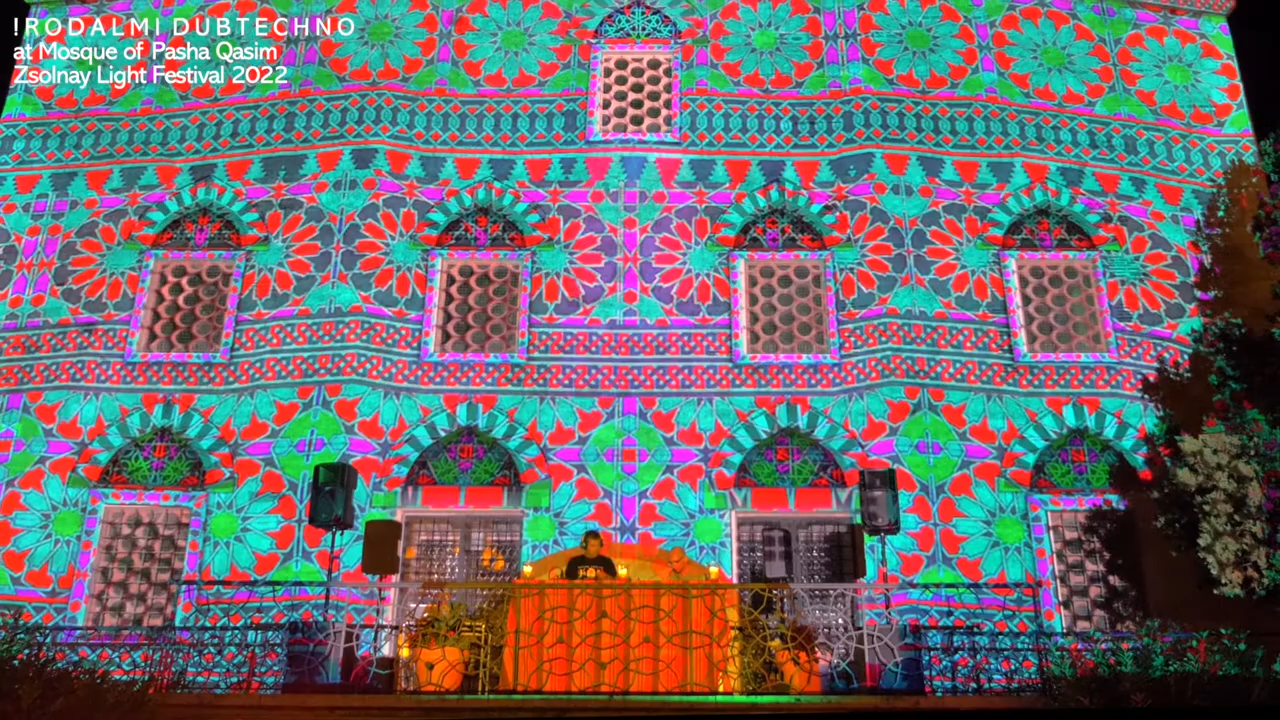 !RODALMI DUBTECHNO
at Mosque of Pasha Qasim
Zsolnay Light Festival 2022